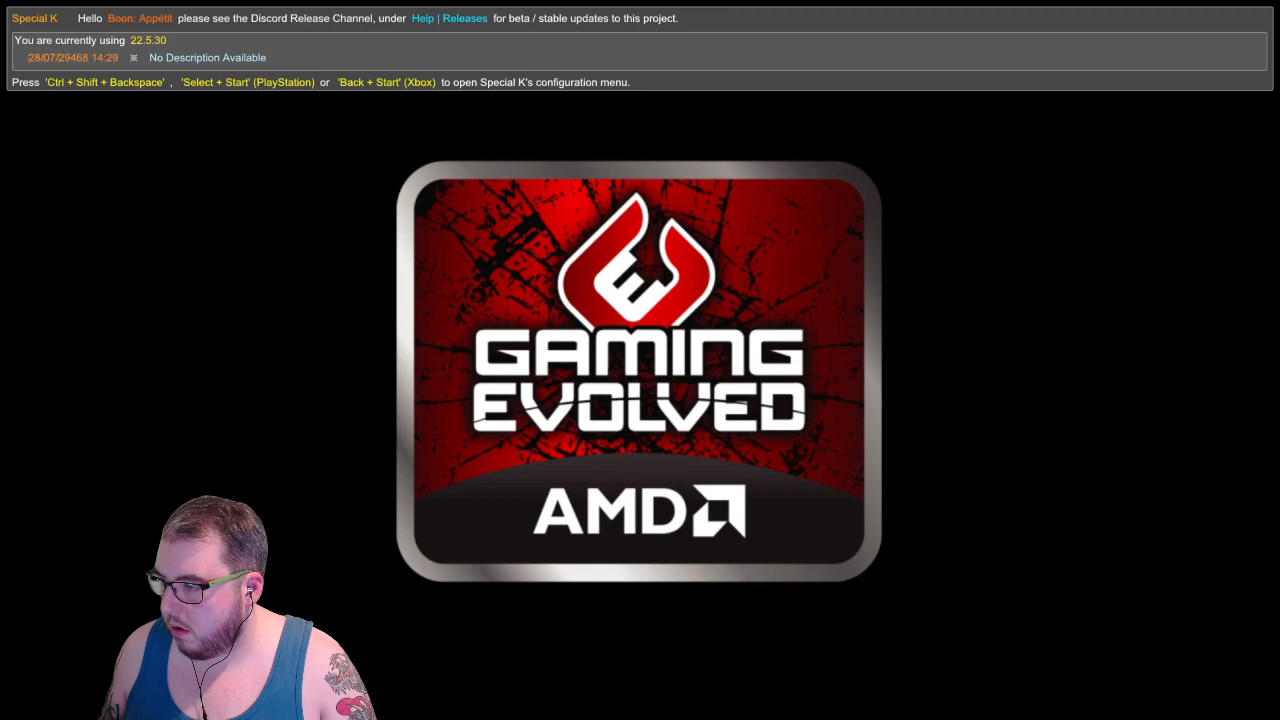 Special K Hello Boon: Appétit please see the Discord Release Channel, under Help | Releases for beta / stable updates to this project.
You are currently using 22.5.30
28/07/29468 14:29 ※ No Description Available
Press 'Ctrl + Shift + Backspace' , 'Select + Start' (PlayStation) or 'Back + Start' (Xbox) to open Special K's configuration menu.
E
GAMING
EVOLVED
AMD